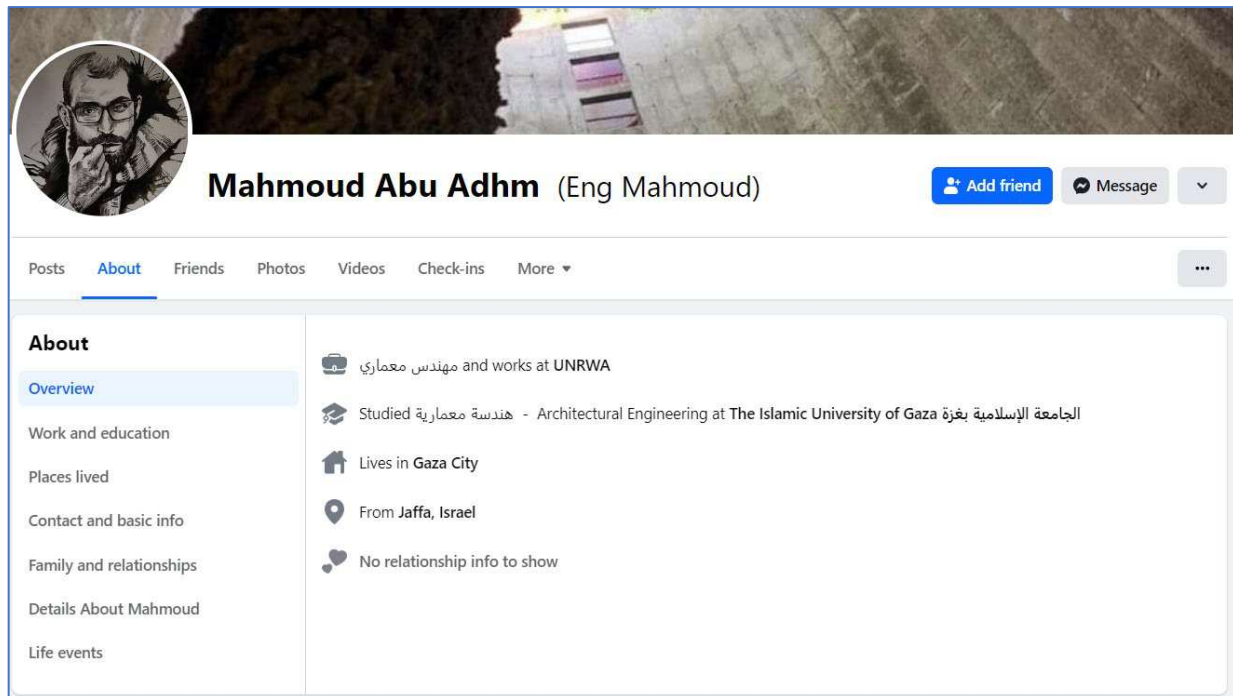 Mahmoud Abu Adhm (Eng Mahmoud)
Add friend
Message
Posts
About
Friends
Photos
Videos
Check-ins
More
About
Overview
Work and education
Places lived
Contact and basic info
Family and relationships
Details About Mahmoud
Life events
مهندس معماري and works at UNRWA
Studied هندسة معمارية - Architectural Engineering at The Islamic University of Gaza الجامعة الإسلامية بغزة
Lives in Gaza City
From Jaffa, Israel
No relationship info to show